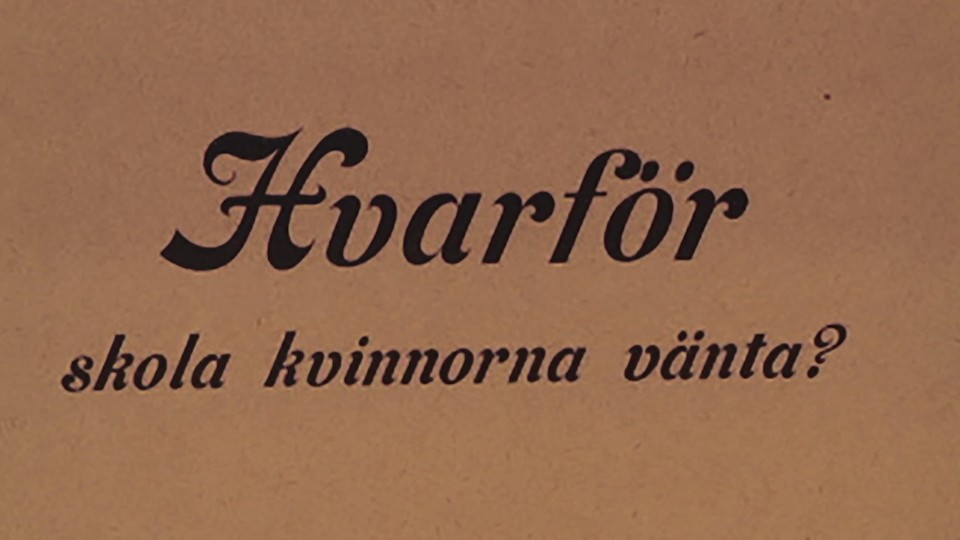 Hvarför
skola kvinnorna vänta?